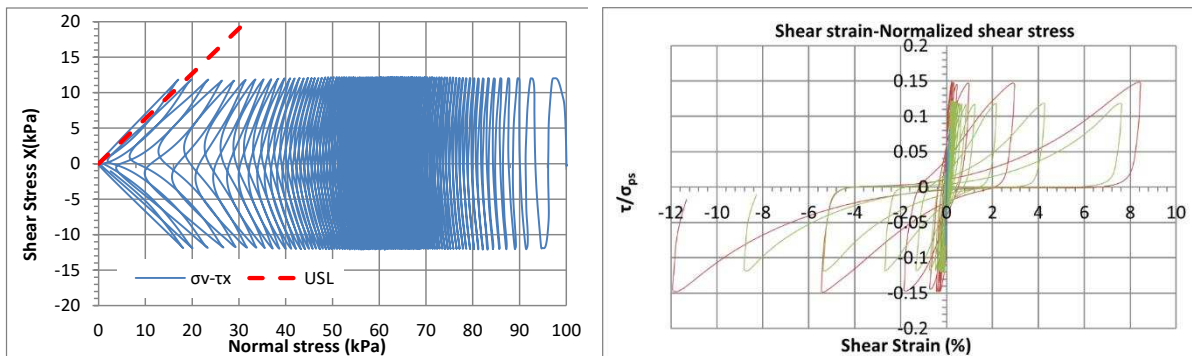 20
15
10
5
0
-5
-10
-15
-20
Shear Stress X(kPa)
σv-τx
USL
0 10 20 30 40 50 60 70 80 90 100
Normal stress (kPa)
Shear strain-Normalized shear stress
0.2
0.15
0.1
0.05
0
-0.05
-0.1
-0.15
-0.2
τ/σps
-12 -10 -8 -6 -4 -2 0 2 4 6 8 10
Shear Strain (%)